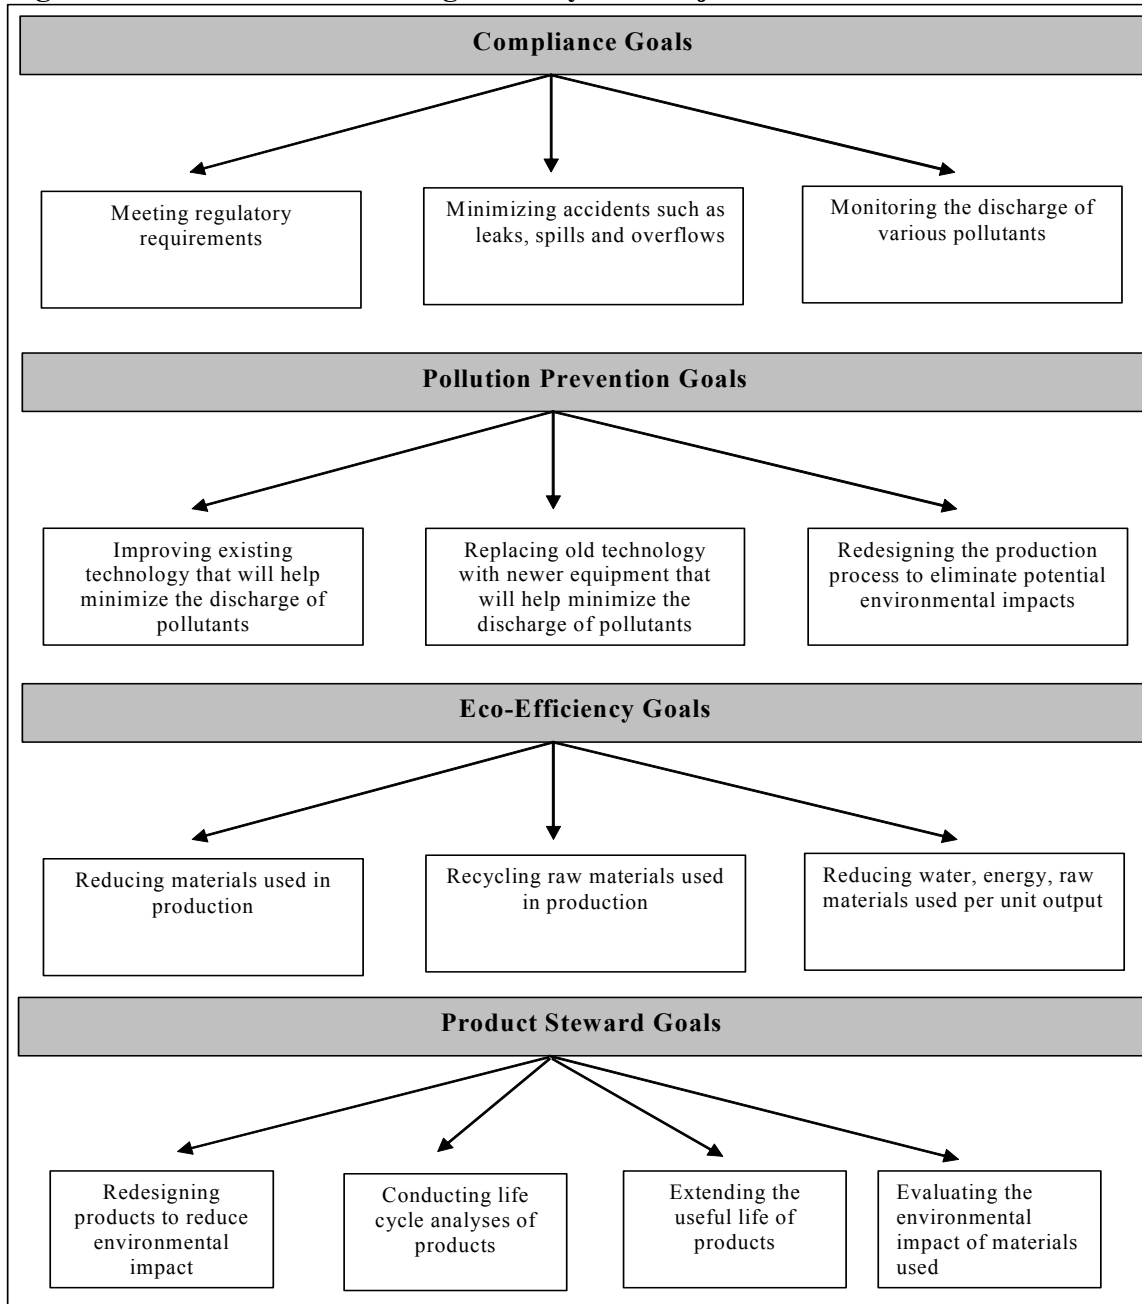 Compliance Goals
Meeting regulatory
requirements
Minimizing accidents such as
leaks, spills and overflows
Monitoring the discharge of
various pollutants
Pollution Prevention Goals
Improving existing
technology that will help
minimize the discharge of
pollutants
Replacing old technology
with newer equipment that
will help minimize the
discharge of pollutants
Redesigning the production
process to eliminate potential
environmental impacts
Eco-Efficiency Goals
Reducing materials used in
production
Recycling raw materials used
in production
Reducing water, energy, raw
materials used per unit output
Product Steward Goals
Redesigning
products to reduce
environmental
impact
Conducting life
cycle analyses of
products
Extending the
useful life of
products
Evaluating the
environmental
impact of materials
used